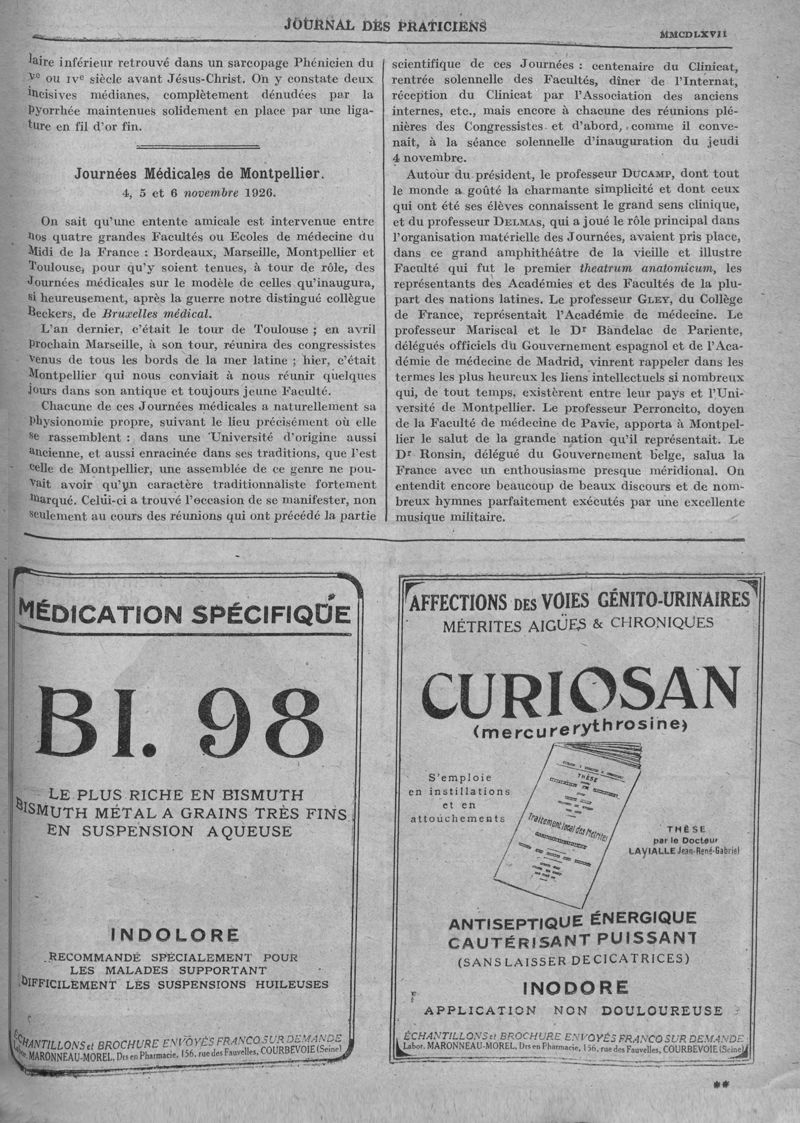 JOURNAL DES PRATICIENS
MMCDLXVII
laire inférieur retrouvé dans un sarcopage Phénicien du
Ve ou IVe siècle avant Jésus-Christ. On y constate deux
incisives médianes, complètement dénudées par la
pyorrhée maintenues solidement en place par une liga-
ture en fil d'or fin.
Journées Médicales de Montpellier.
4, 5 et 6 novembre 1926.
On sait qu'une entente amicale est intervenue entre
nos quatre grandes Facultés ou Ecoles de médecine du
Midi de la France : Bordeaux, Marseille, Montpellier et
Toulouse, pour qu'y soient tenues, à tour de rôle, des
Journées médicales sur le modèle de celles qu'inaugura,
si heureusement, après la guerre notre distingué collègue
Beckers, de Bruxelles médical.
L'an dernier, c'était le tour de Toulouse ; en avril
prochain Marseille, à son tour, réunira des congressistes
venus de tous les bords de la mer latine ; hier, c'était
Montpellier qui nous conviait à nous réunir quelques
jours dans son antique et toujours jeune Faculté.
Chacune de ces Journées médicales a naturellement sa
physionomie propre, suivant le lieu précisément où elle
se rassemblent : dans une Université d'origine aussi
ancienne, et aussi enracinée dans ses traditions, que l'est
celle de Montpellier, une assemblée de ce genre ne pou-
vait avoir qu'un caractère traditionnaliste fortement
marqué. Celui-ci a trouvé l'occasion de se manifester, non
seulement au cours des réunions qui ont précédé la partie
scientifique de ces Journées : centenaire du Clinicat,
rentrée solennelle des Facultés, dîner de l'Internat,
réception du Clinicat par l'Association des anciens
internes, etc., mais encore à chacune des réunions plé-
nières des Congressistes et d'abord, comme il conve-
nait, à la séance solennelle d'inauguration du jeudi
4 novembre.
Autour du président, le professeur DUCAMP, dont tout
le monde a goûté la charmante simplicité et dont ceux
qui ont été ses élèves connaissent le grand sens clinique,
et du professeur DELMAS, qui a joué le rôle principal dans
l'organisation matérielle des Journées, avaient pris place,
dans ce grand amphithéâtre de la vieille et illustre
Faculté qui fut le premier theatrum anatomicum, les
représentants des Académies et des Facultés de la plu-
part des nations latines. Le professeur GLEY, du Collège
de France, représentait l'Académie de médecine. Le
professeur Mariscal et le Dr Bandelac de Pariente,
délégués officiels du Gouvernement espagnol et de l'Aca-
démie de médecine de Madrid, vinrent rappeler dans les
termes les plus heureux les liens intellectuels si nombreux
qui, de tout temps, existèrent entre leur pays et l'Uni-
versité de Montpellier. Le professeur Perroncito, doyen
de la Faculté de médecine de Pavie, apporta à Montpel-
lier le salut de la grande nation qu'il représentait. Le
Dr Ronsin, délégué du Gouvernement belge, salua la
France avec un enthousiasme presque méridional. On
entendit encore beaucoup de beaux discours et de nom-
breux hymnes parfaitement exécutés par une excellente
musique militaire.
MÉDICATION SPÉCIFIQUE
BI. 98
LE PLUS RICHE EN BISMUTH
BISMUTH MÉTAL A GRAINS TRÈS FINS
EN SUSPENSION AQUEUSE
INDOLORE
RECOMMANDÉ SPÉCIALEMENT POUR
LES MALADES SUPPORTANT
DIFFICILEMENT LES SUSPENSIONS HUILEUSES
ÉCHANTILLONS et BROCHURE ENVOYÉS FRANCO SUR DEMANDE
Labor. MARONNEAU-MOREL, Drs en Pharmacie, 156, rue des Fauvelles, COURBEVOIE (Seine)
AFFECTIONS DES VOIES GÉNITO-URINAIRES
MÉTRITES AIGÜES & CHRONIQUES
CURIOSAN
(mercurerythrosine)
S'emploie
en instillations
et en
attouchements
THÈSE
Traitement local des Métrites
THÈSE
par le Docteur
LAVIALLE Jean-René-Gabriel
ANTISEPTIQUE ÉNERGIQUE
CAUTÉRISANT PUISSANT
(SANS LAISSER DE CICATRICES)
INODORE
APPLICATION NON DOULOUREUSE
ÉCHANTILLONS et BROCHURE ENVOYÉS FRANCO SUR DEMANDE
Labor. MARONNEAU-MOREL, Drs en Pharmacie, 156, rue des Fauvelles, COURBEVOIE (Seine)
**